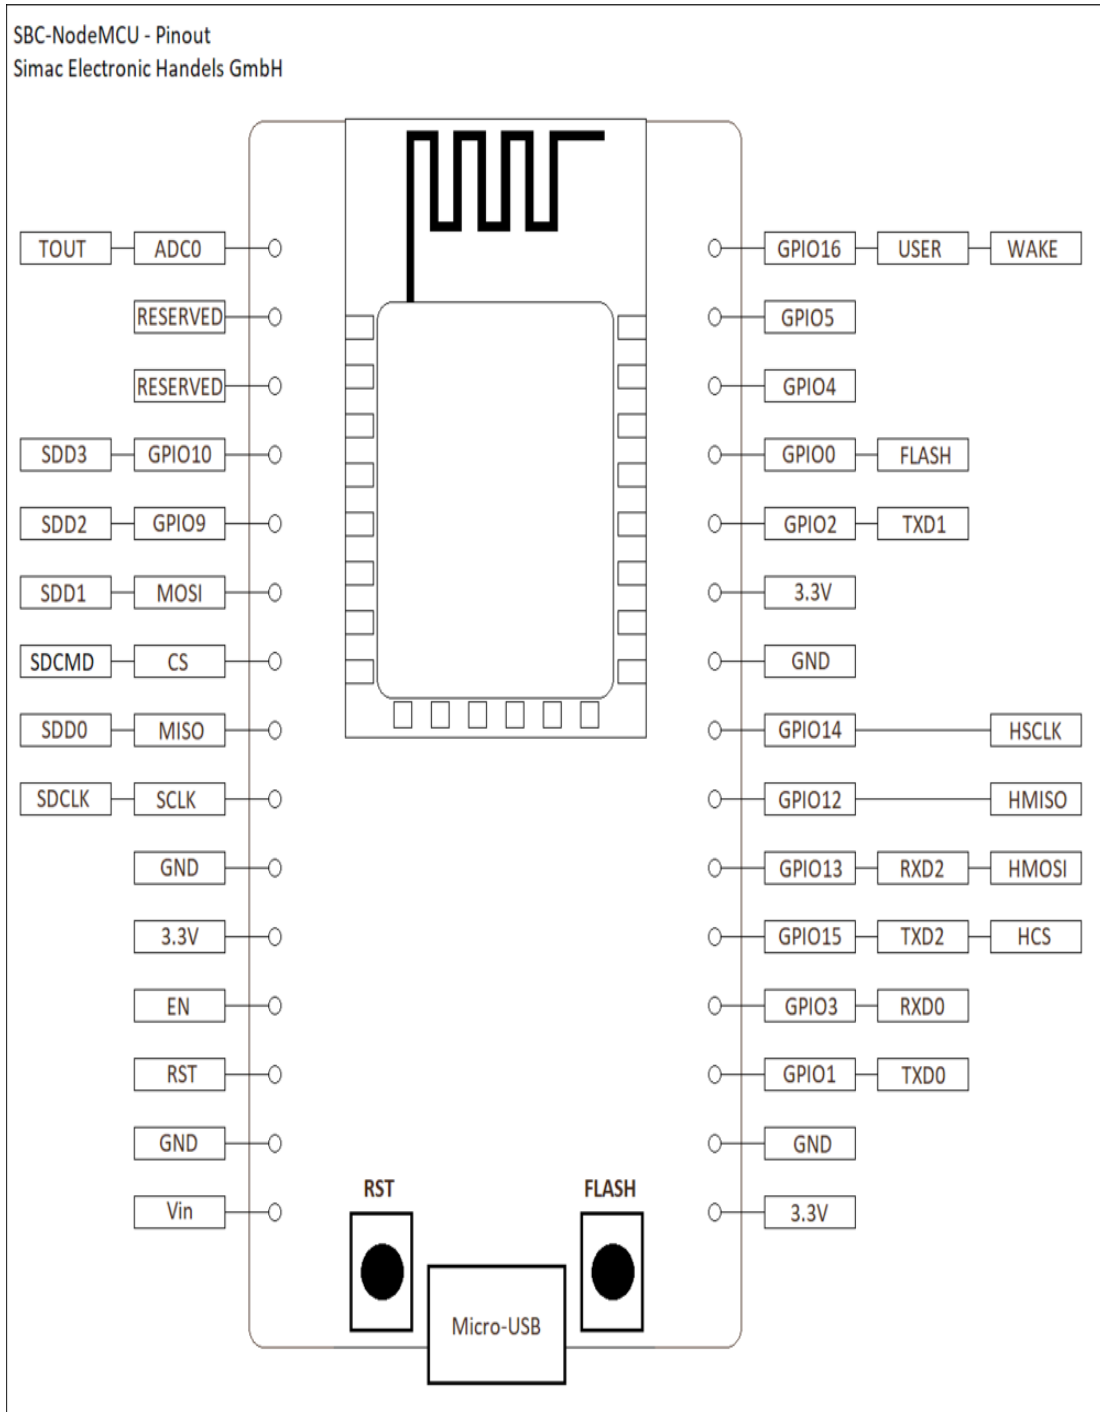 SBC-NodeMCU - Pinout
Simac Electronic Handels GmbH
TOUT ADC0 GPIO16 USER WAKE
RESERVED GPIO5
RESERVED GPIO4
SDD3 GPIO10 GPIO0 FLASH
SDD2 GPIO9 GPIO2 TXD1
SDD1 MOSI 3.3V
SDCMD CS GND
SDD0 MISO GPIO14 HSCLK
SDCLK SCLK GPIO12 HMISO
GND GPIO13 RXD2 HMOSI
3.3V GPIO15 TXD2 HCS
EN GPIO3 RXD0
RST GPIO1 TXD0
GND GND
Vin 3.3V
RST FLASH
Micro-USB